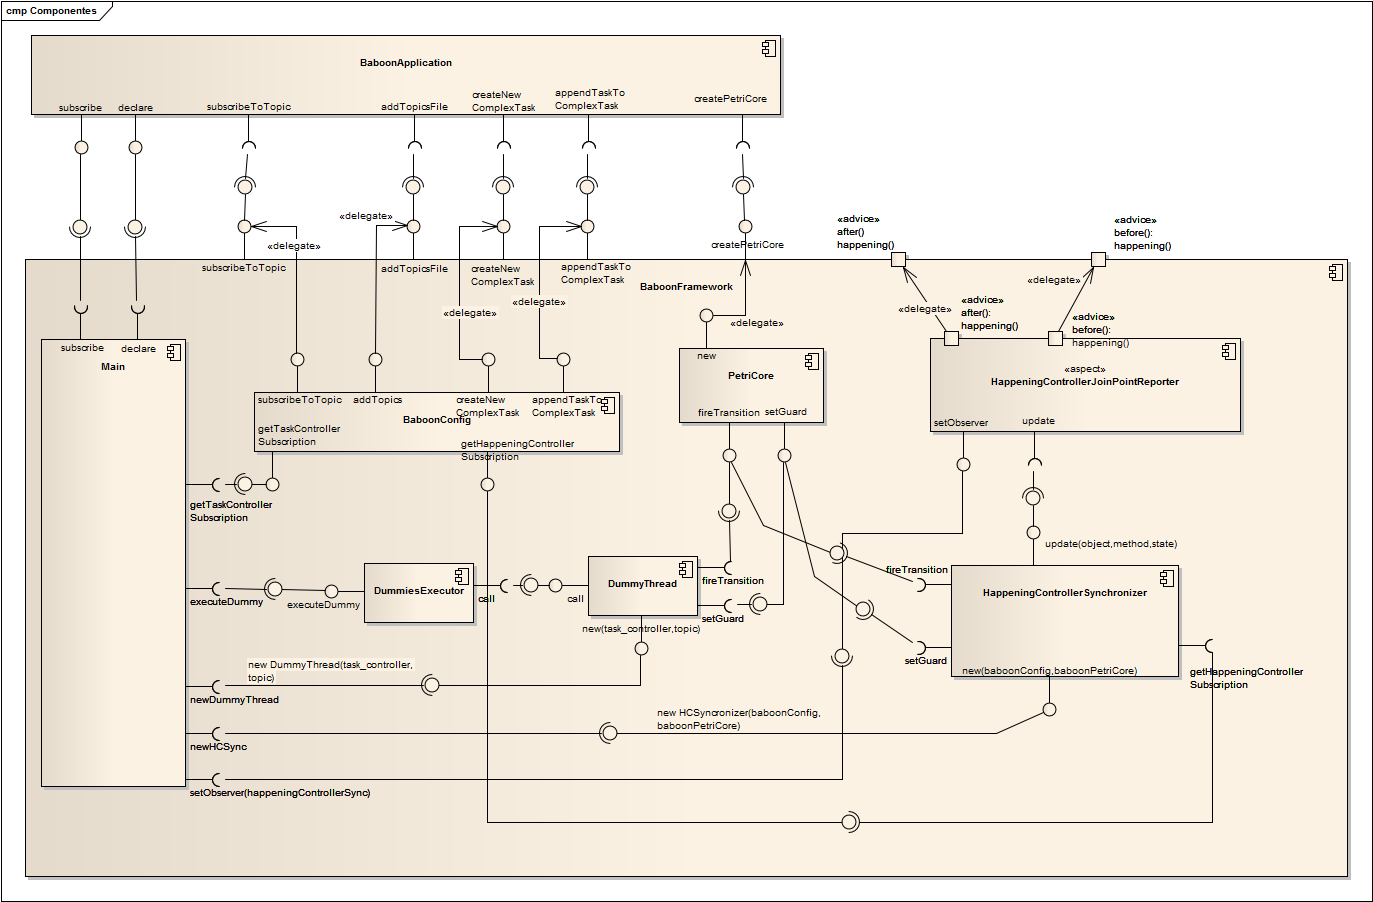 cmp Componentes
BaboonApplication
subscribe
declare
subscribeToTopic
addTopicsFile
createNew
ComplexTask
appendTaskTo
ComplexTask
createPetriCore
«delegate»
«delegate»
createPetriCore
«advice»
after()
happening()
«advice»
before():
happening()
subscribeToTopic
addTopicsFile
createNew
ComplexTask
appendTaskTo
ComplexTask
BaboonFramework
«delegate»
«delegate»
«delegate»
«delegate»
«delegate»
«advice»
after():
happening()
«advice»
before():
happening()
subscribe
declare
Main
new
PetriCore
fireTransition
setGuard
«aspect»
HappeningControllerJoinPointReporter
setObserver
update
subscribeToTopic
addTopics
createNew
ComplexTask
appendTaskTo
ComplexTask
BaboonConfig
getTaskController
Subscription
getHappeningController
Subscription
getTaskController
Subscription
update(object,method,state)
executeDummy
executeDummy
DummiesExecutor
call
call
DummyThread
fireTransition
setGuard
new(task_controller,topic)
fireTransition
HappeningControllerSynchronizer
setGuard
new(baboonConfig,baboonPetriCore)
getHappeningController
Subscription
new DummyThread(task_controller,
topic)
newDummyThread
new HCSyncronizer(baboonConfig,
baboonPetriCore)
newHCSync
setObserver(happeningControllerSync)